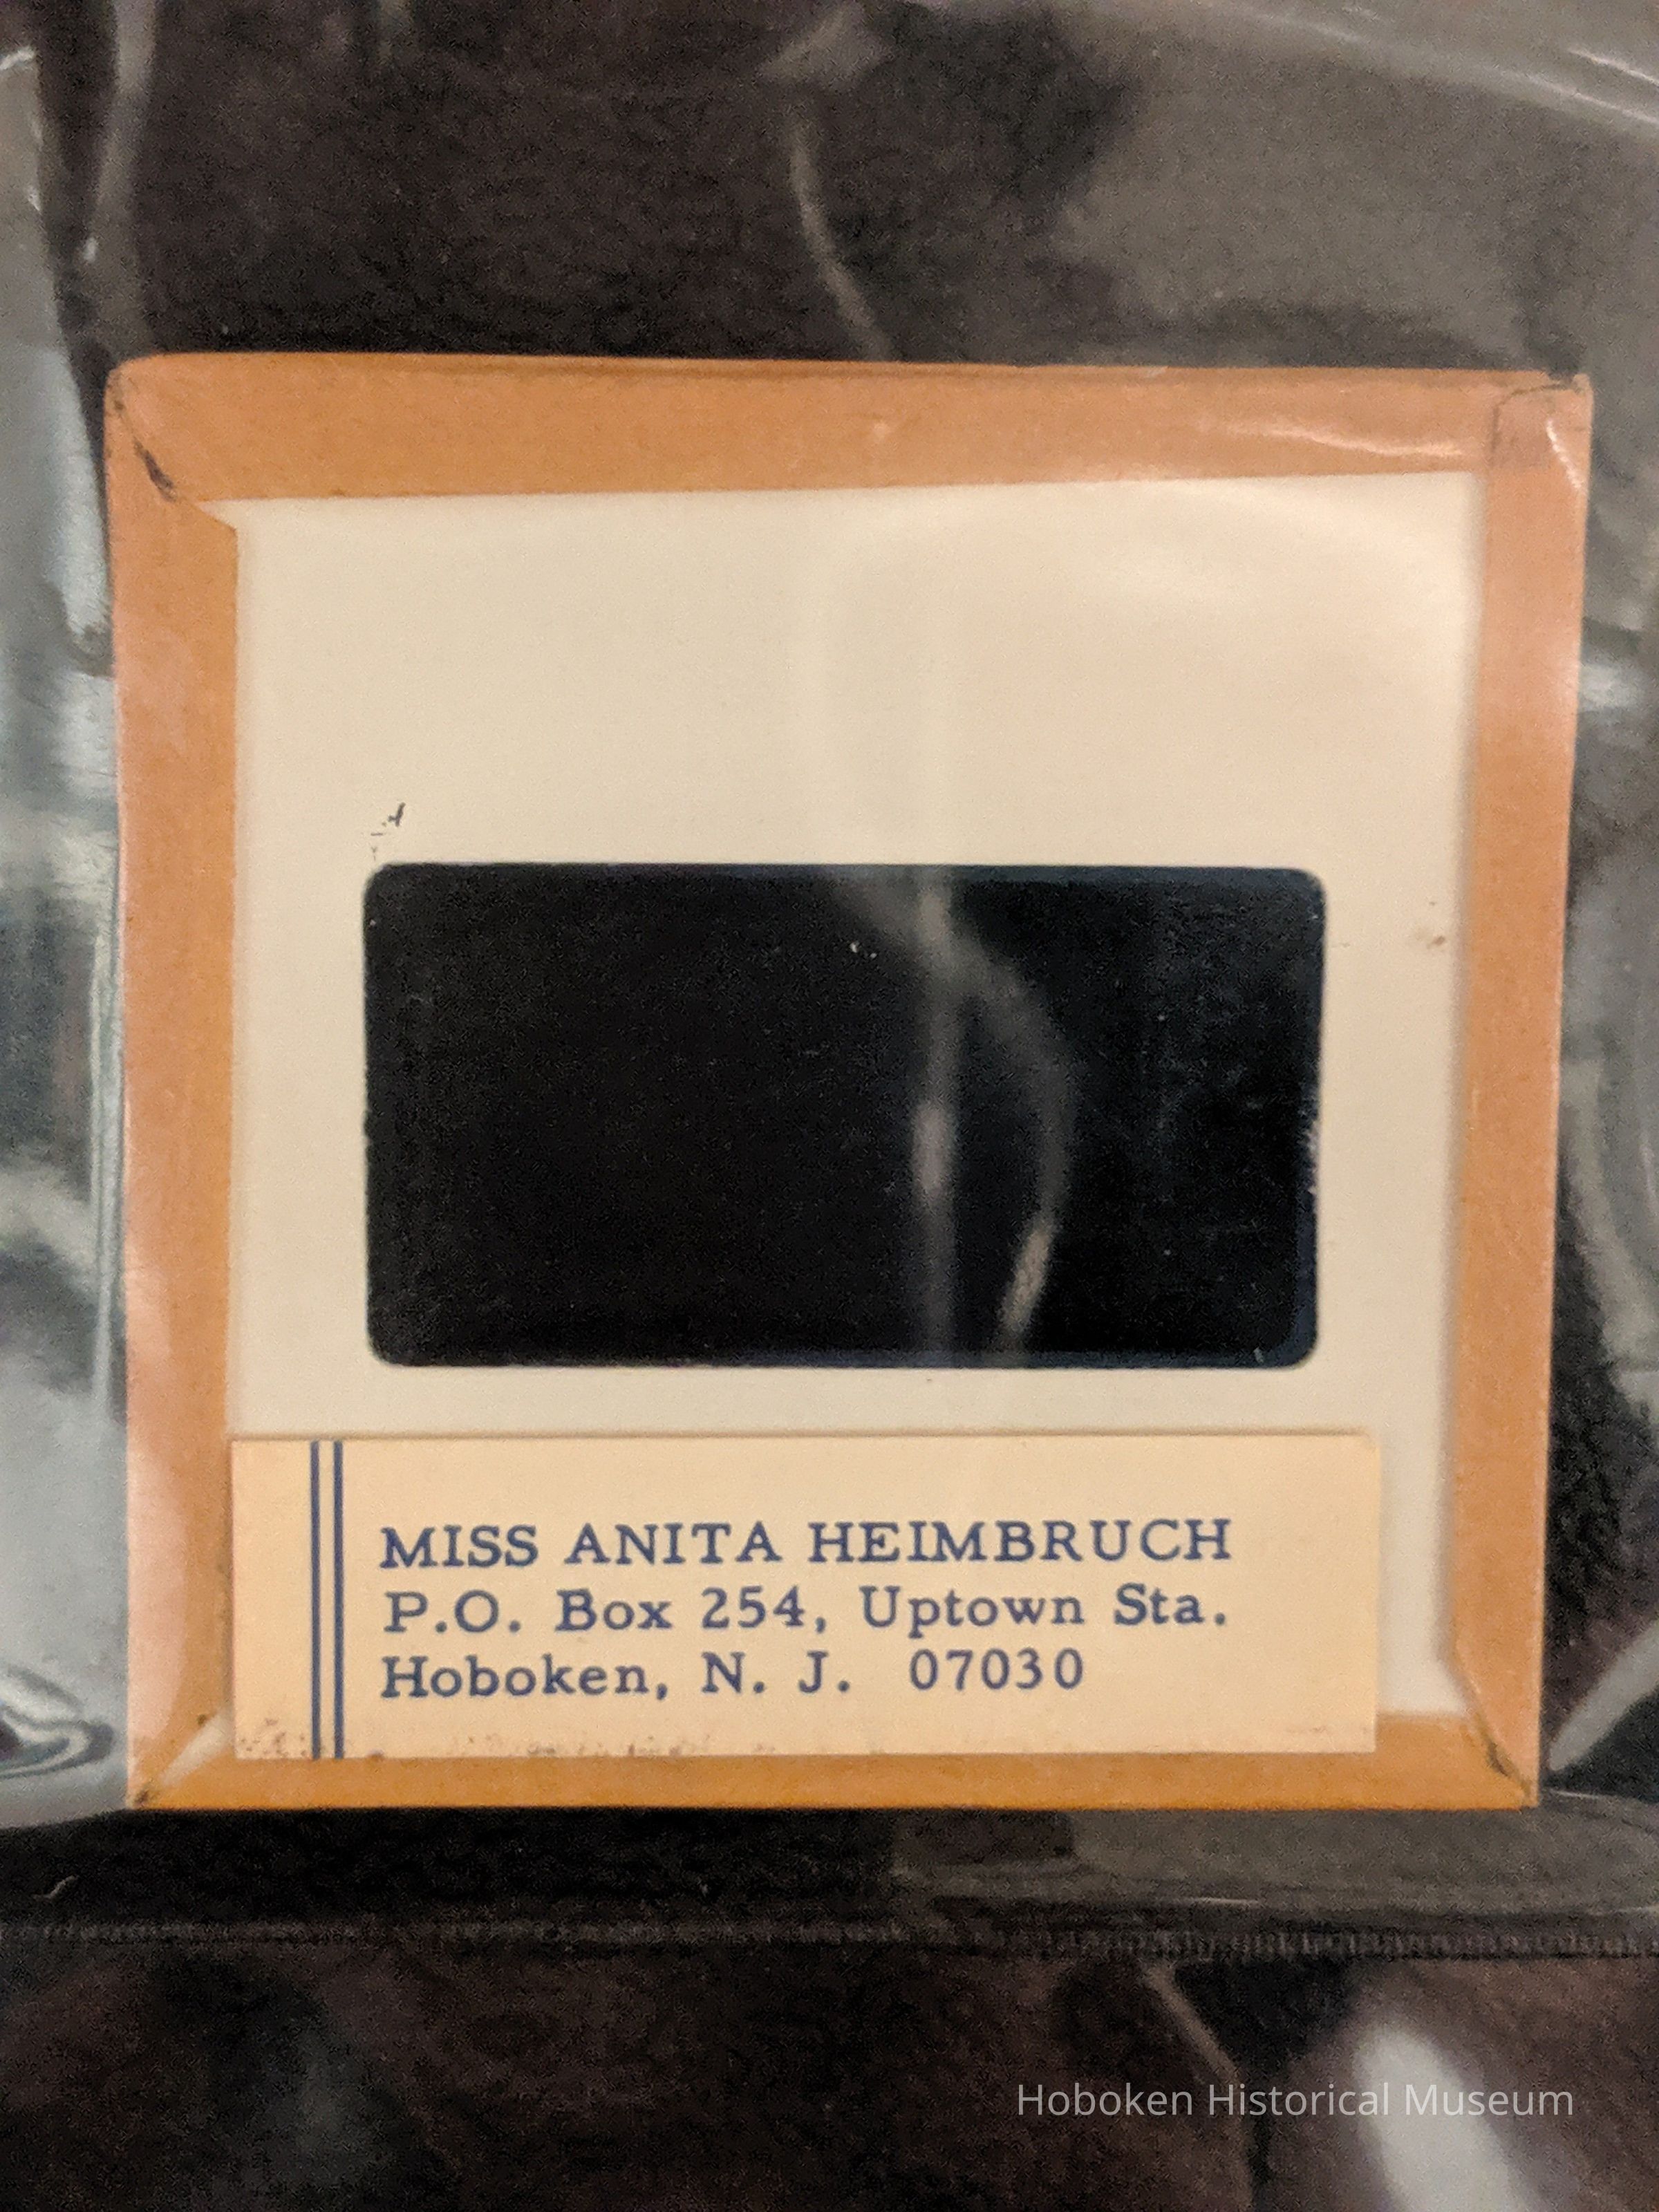 MISS ANITA HEIMBRUCH
P.O. Box 254, Uptown Sta.
Hoboken, N. J. 07030
Hoboken Historical Museum